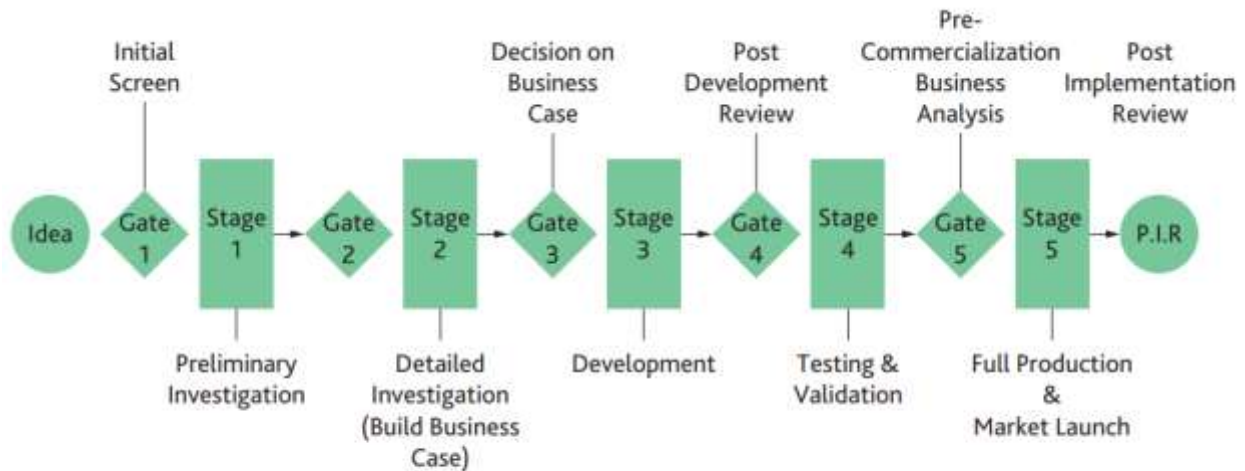 Initial
Screen
Decision on
Business
Case
Post
Development
Review
Pre-
Commercialization
Business
Analysis
Post
Implementation
Review
Idea
Gate
1
Stage
1
Gate
2
Stage
2
Gate
3
Stage
3
Gate
4
Stage
4
Gate
5
Stage
5
P.I.R
Preliminary
Investigation
Detailed
Investigation
(Build Business
Case)
Development
Testing &
Validation
Full Production
&
Market Launch